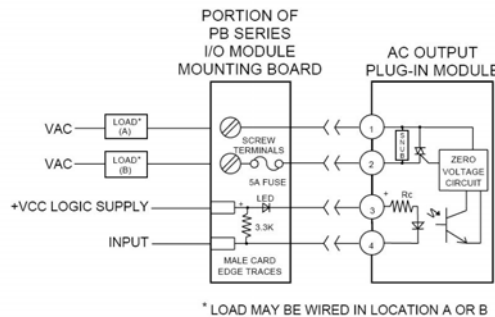 PORTION OF
PB SERIES
I/O MODULE
MOUNTING BOARD
AC OUTPUT
PLUG-IN MODULE
VAC
LOAD*
(A)
1
SNUB
SCREW
TERMINALS
VAC
LOAD*
(B)
2
ZERO
VOLTAGE
CIRCUIT
5A FUSE
+VCC LOGIC SUPPLY
+
LED
3
+
Rc
3.3K
INPUT
4
MALE CARD
EDGE TRACES
* LOAD MAY BE WIRED IN LOCATION A OR B